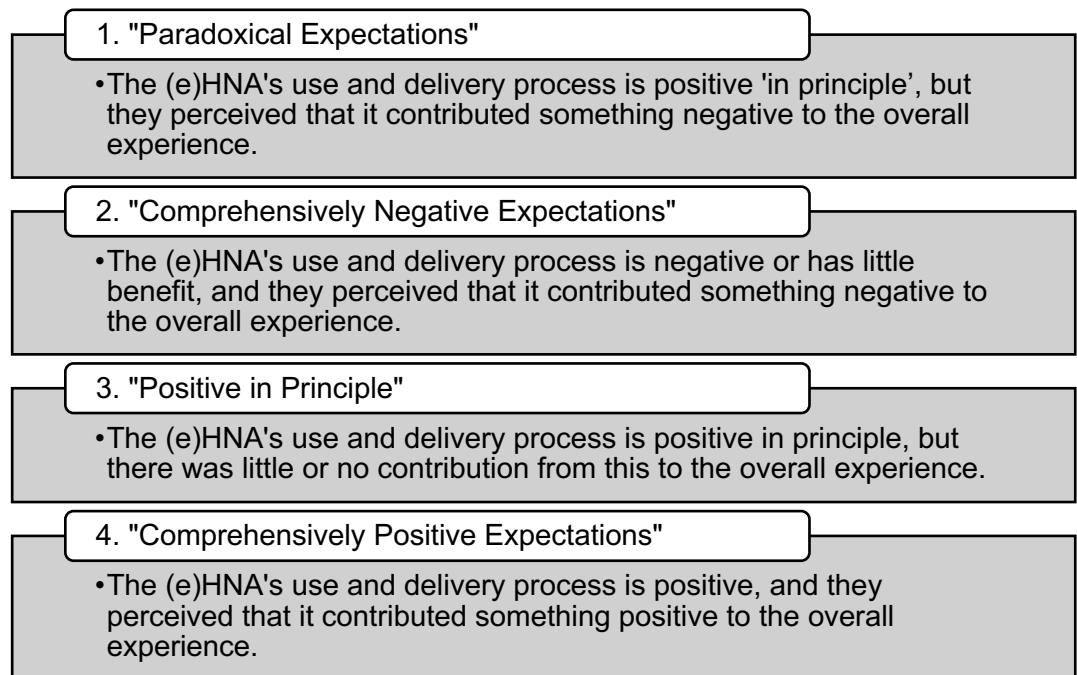 1. "Paradoxical Expectations"
•The (e)HNA's use and delivery process is positive 'in principle’, but
they perceived that it contributed something negative to the overall
experience.
2. "Comprehensively Negative Expectations"
•The (e)HNA's use and delivery process is negative or has little
benefit, and they perceived that it contributed something negative to
the overall experience.
3. "Positive in Principle"
•The (e)HNA's use and delivery process is positive in principle, but
there was little or no contribution from this to the overall experience.
4. "Comprehensively Positive Expectations"
•The (e)HNA's use and delivery process is positive, and they
perceived that it contributed something positive to the overall
experience.